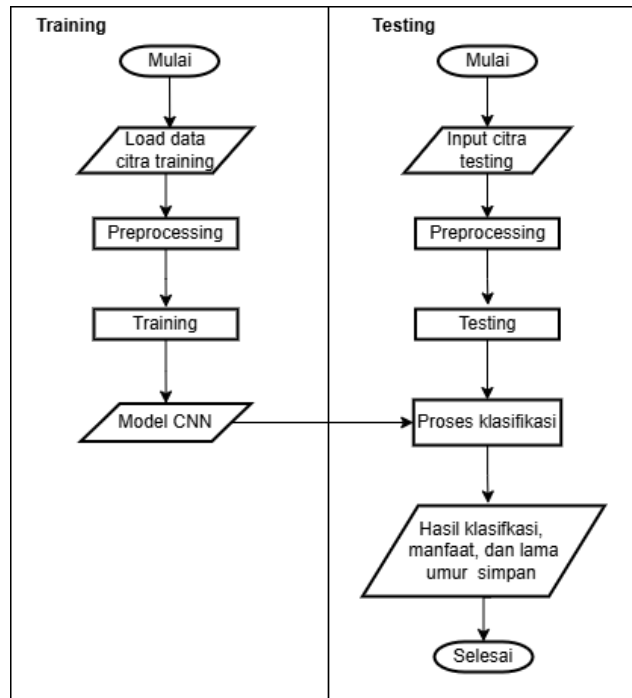 Training
Mulai
Load data
citra training
Preprocessing
Training
Model CNN
Testing
Mulai
Input citra
testing
Preprocessing
Testing
Proses klasifikasi
Hasil klasifkasi,
manfaat, dan lama
umur simpan
Selesai